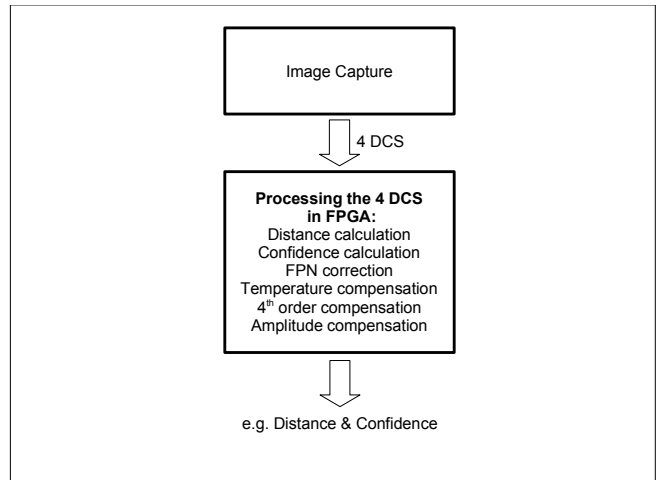 Image Capture
4 DCS
Processing the 4 DCS
in FPGA:
Distance calculation
Confidence calculation
FPN correction
Temperature compensation
4th order compensation
Amplitude compensation
e.g. Distance & Confidence